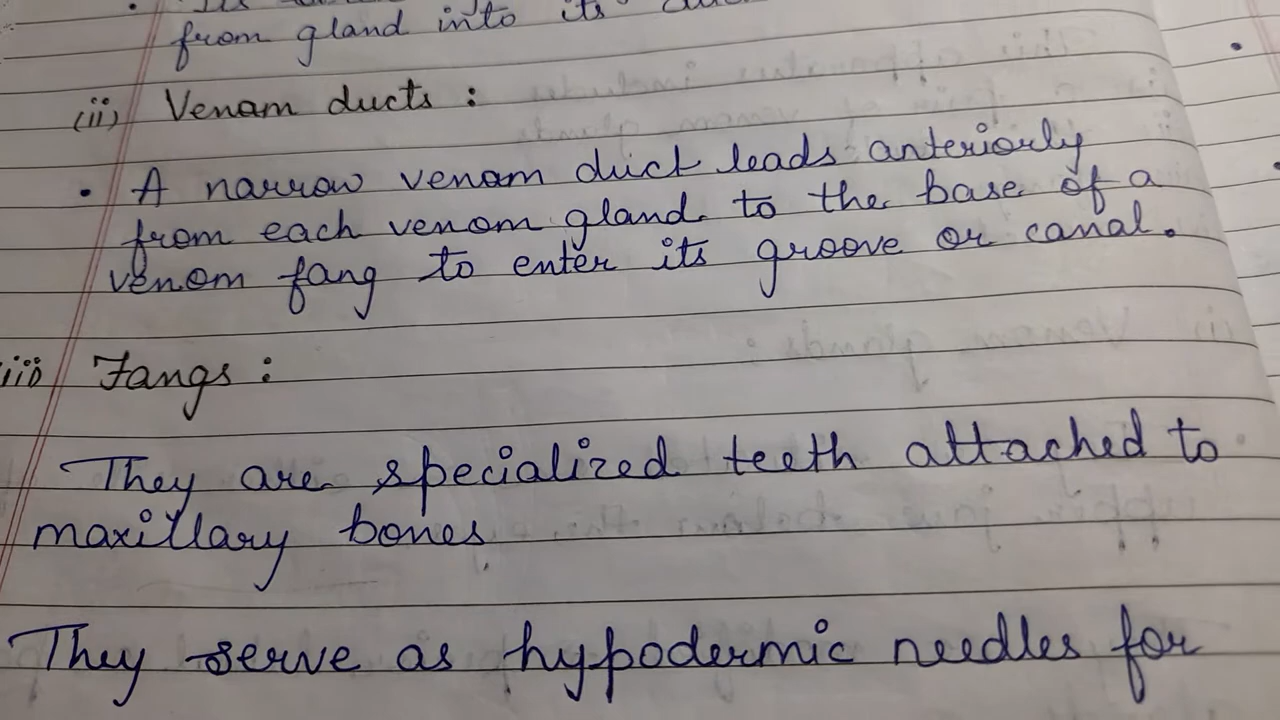 from gland into its
(ii) Venam ducts :
• A narrow venam duct leads anteriorly
from each venom gland to the base of a
venom fang to enter its groove or canal.
iii) Fangs :
They are specialized teeth attached to
maxillary bones
They serve as hypodermic needles for